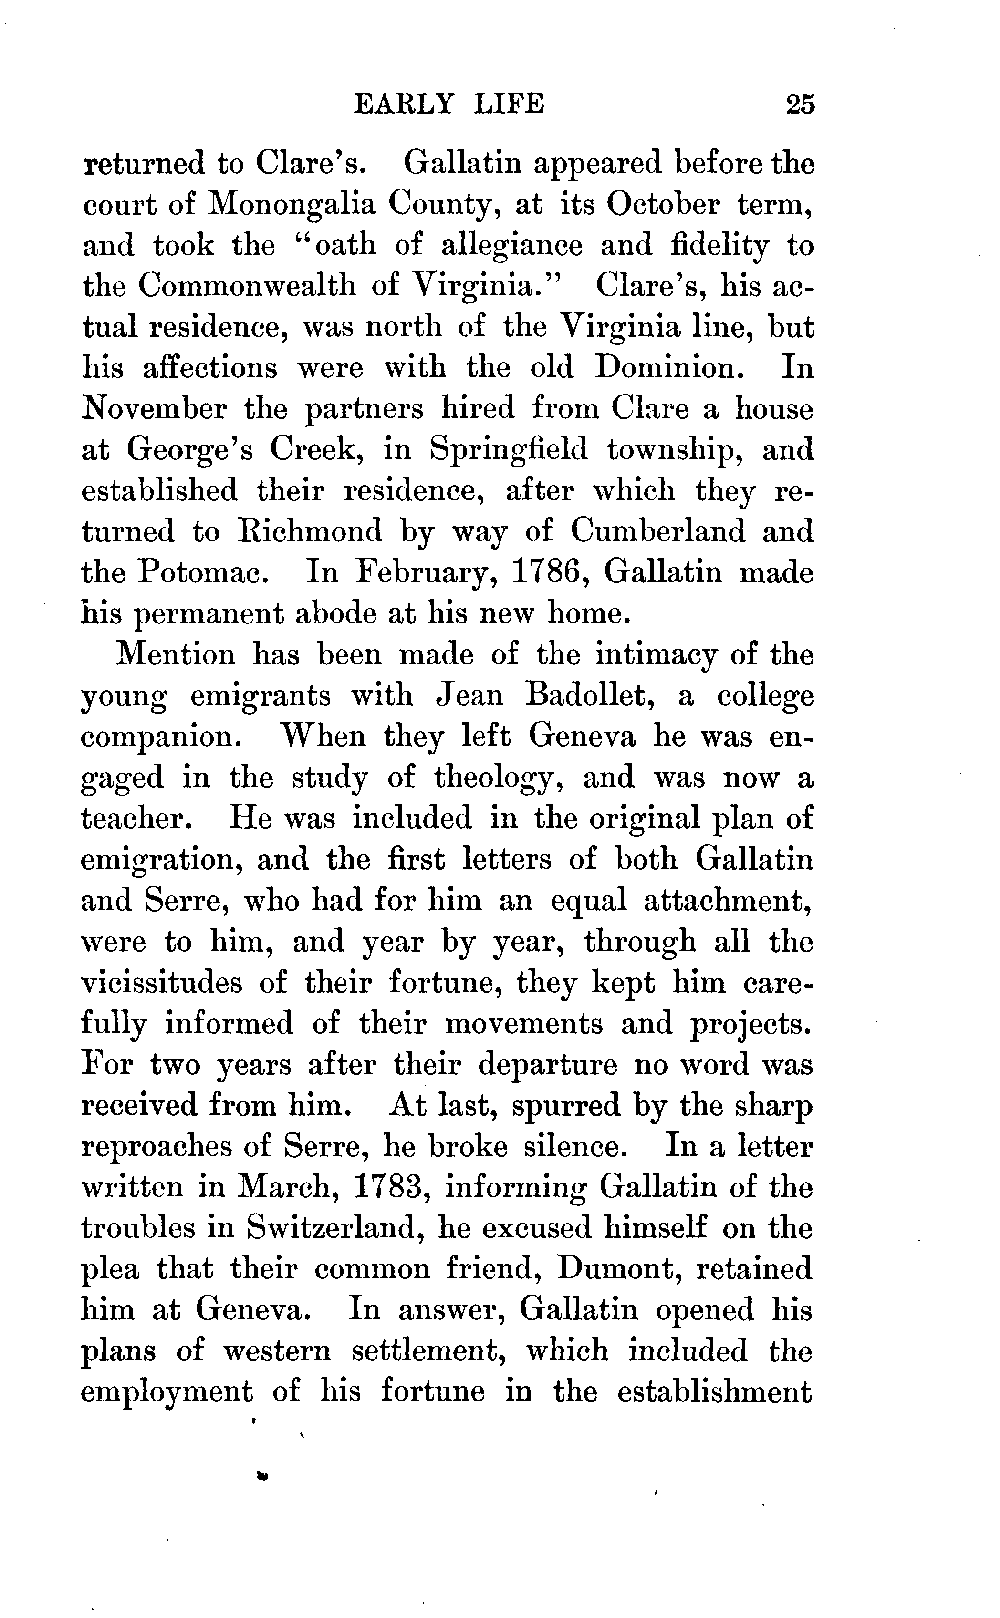 EARLY LIFE 25
returned to Clare's. Gallatin appeared before the
court of Monongalia County, at its October term,
and took the "oath of allegiance and fidelity to
the Commonwealth of Virginia." Clare's, his ac-
tual residence, was north of the Virginia line, but
his affections were with the old Dominion. In
November the partners hired from Clare a house
at George's Creek, in Springfield township, and
established their residence, after which they re-
turned to Richmond by way of Cumberland and
the Potomac. In February, 1786, Gallatin made
his permanent abode at his new home.
Mention has been made of the intimacy of the
young emigrants with Jean Badollet, a college
companion. When they left Geneva he was en-
gaged in the study of theology, and was now a
teacher. He was included in the original plan of
emigration, and the first letters of both Gallatin
and Serre, who had for him an equal attachment,
were to him, and year by year, through all the
vicissitudes of their fortune, they kept him care-
fully informed of their movements and projects.
For two years after their departure no word was
received from him. At last, spurred by the sharp
reproaches of Serre, he broke silence. In a letter
written in March, 1783, informing Gallatin of the
troubles in Switzerland, he excused himself on the
plea that their common friend, Dumont, retained
him at Geneva. In answer, Gallatin opened his
plans of western settlement, which included the
employment of his fortune in the establishment